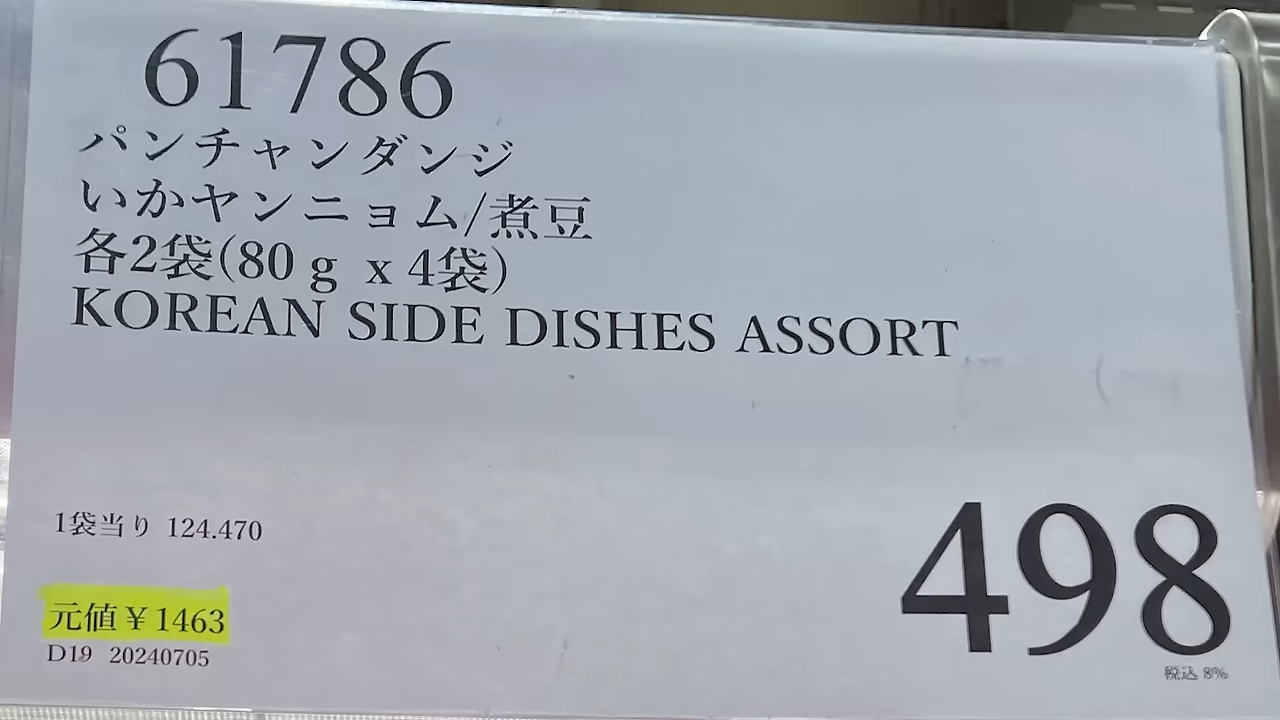 61786
パンチャンダンジ
いかヤンニョム/煮豆
各2袋(80ｇ x 4袋)
KOREAN SIDE DISHES ASSORT
1袋当り 124.470
498
税込 8%
元値￥1463
D19 20240705